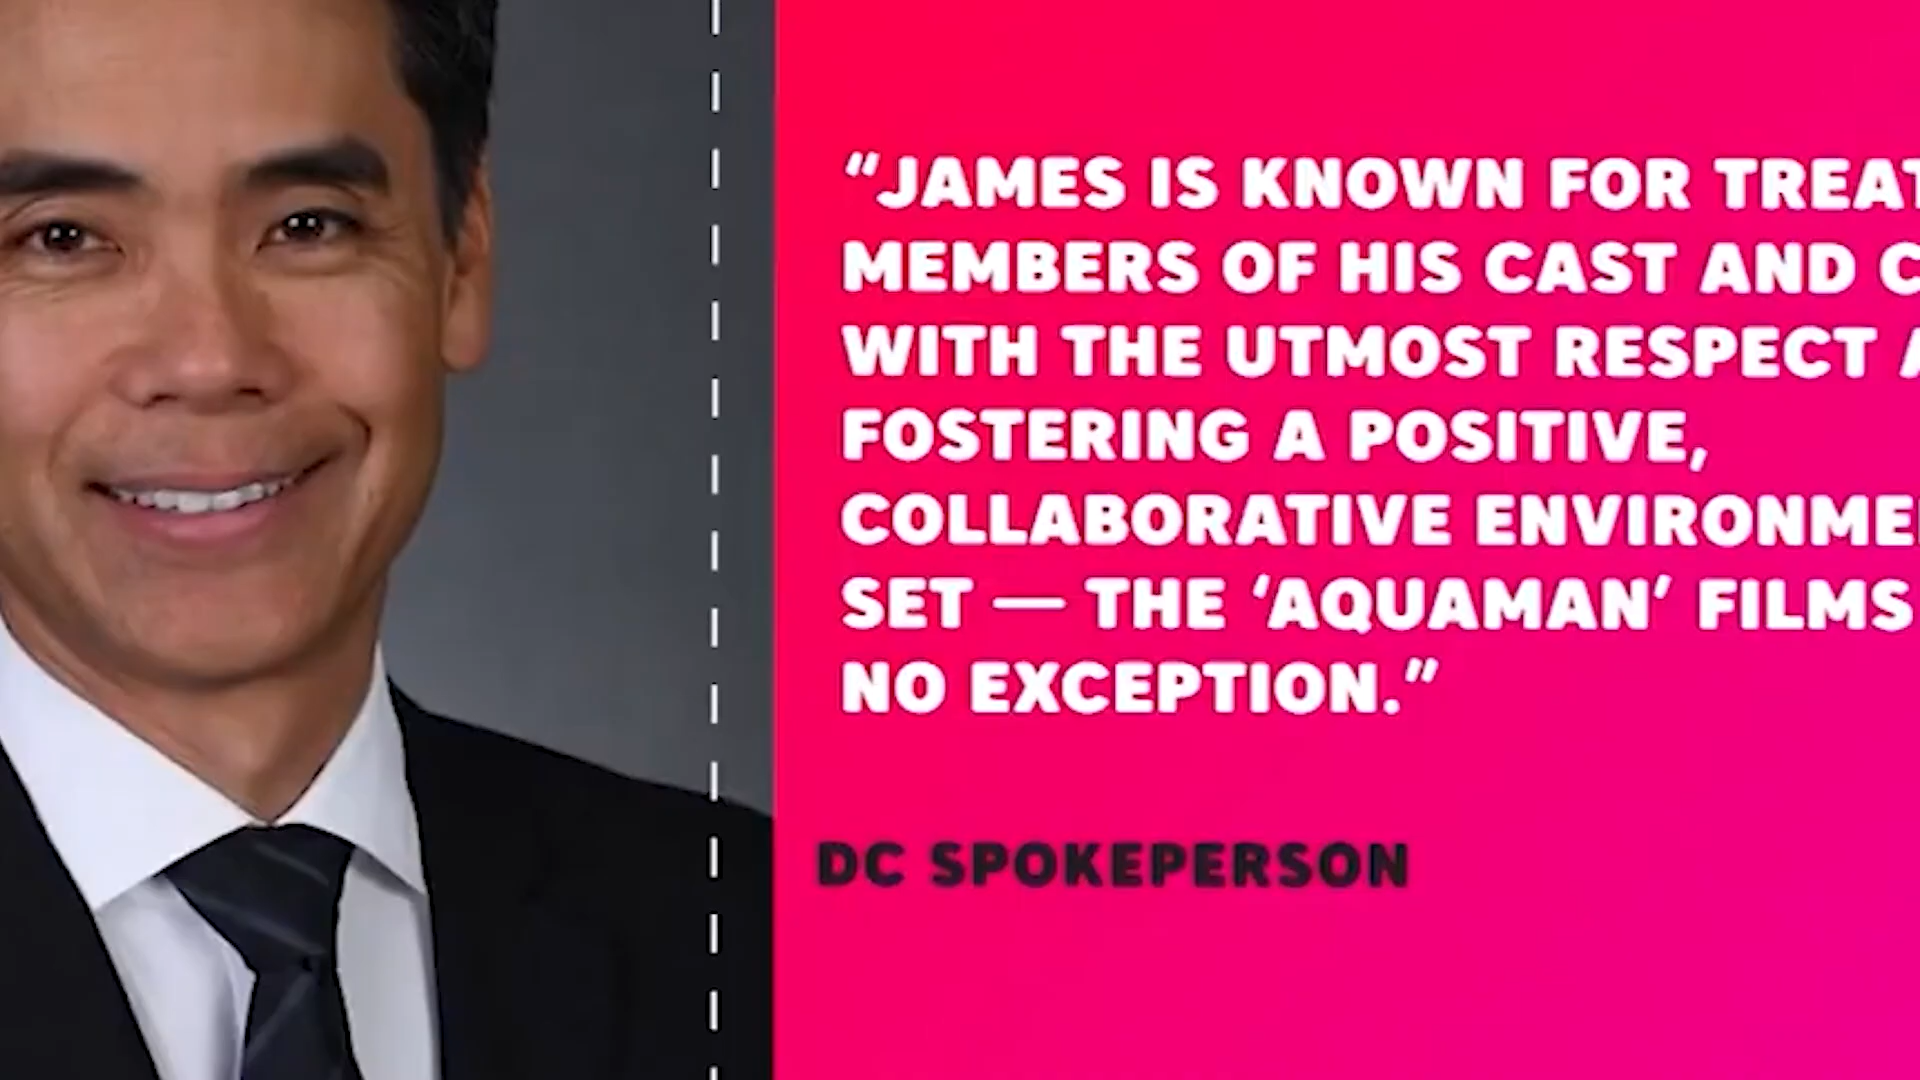 “JAMES IS KNOWN FOR TREAT
MEMBERS OF HIS CAST AND C
WITH THE UTMOST RESPECT A
FOSTERING A POSITIVE,
COLLABORATIVE ENVIRONME
SET — THE ‘AQUAMAN’ FILMS
NO EXCEPTION.”
DC SPOKEPERSON